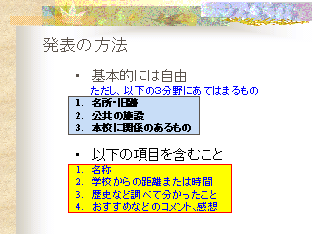 発表の方法
• 基本的には自由
ただし、以下の3分野にあてはまるもの
1. 名所・旧跡
2. 公共の施設
3. 本校に関係のあるもの
• 以下の項目を含むこと
1. 名称
2. 学校からの距離または時間
3. 歴史など調べて分かったこと
4. おすすめなどのコメント、感想